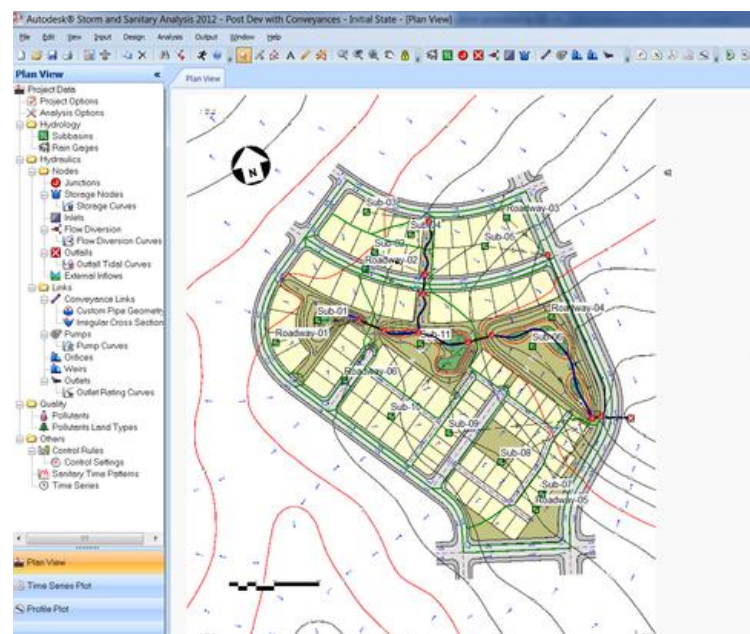 Autodesk® Storm and Sanitary Analysis 2012 - Post Dev with Conveyances - Initial State - [Plan View]
File Edit View Input Design Analysis Output Window Help
Plan View «
Plan View
Project Data
Project Options
Analysis Options
Hydrology
Subbasins
Rain Gages
Hydraulics
Nodes
Junctions
Storage Nodes
Storage Curves
Inlets
Flow Diversion
Flow Diversion Curves
Outfalls
Outfall Tidal Curves
External Inflows
Links
Conveyance Links
Custom Pipe Geometry
Irregular Cross Section
Pumps
Pump Curves
Orifices
Weirs
Outlets
Outlet Rating Curves
Quality
Pollutants
Pollutants Land Types
Others
Control Rules
Control Settings
Sanitary Time Patterns
Time Series
Plan View
Time Series Plot
Profile Plot
N
Sub-03
Roadway-03
Sub-04
Sub-05
Sub-02
Roadway-02
Sub-01
Roadway-04
Roadway-01
Sub-11
Sub-06
Roadway-06
Sub-10
Sub-09
Sub-08
Sub-07
Roadway-05